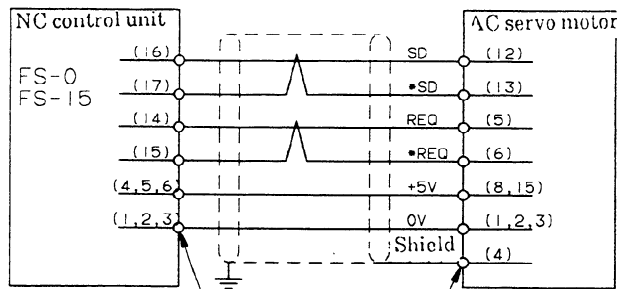 NC control unit
AC servo motor
FS-0
FS-15
(16) SD (12)
(17) *SD (13)
(14) REQ (5)
(15) *REQ (6)
(4,5,6) +5V (8,15)
(1,2,3) 0V (1,2,3)
Shield (4)